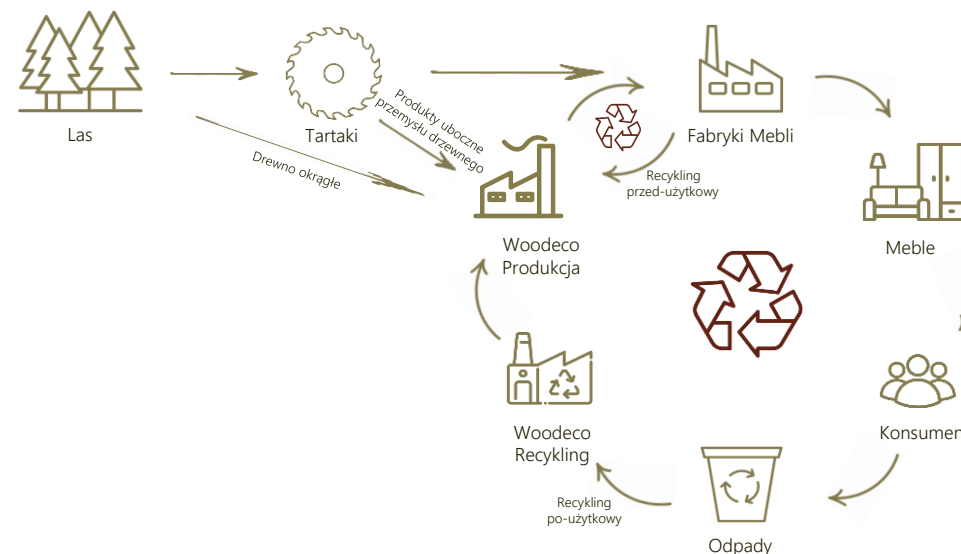 Las
Tartaki
Produkty uboczne
przemysłu drzewnego
Drewno okrągłe
Fabryki Mebli
Recykling
przed-użytkowy
Woodeco
Produkcja
Meble
Woodeco
Recykling
Konsumen
Recykling
po-użytkowy
Odpady